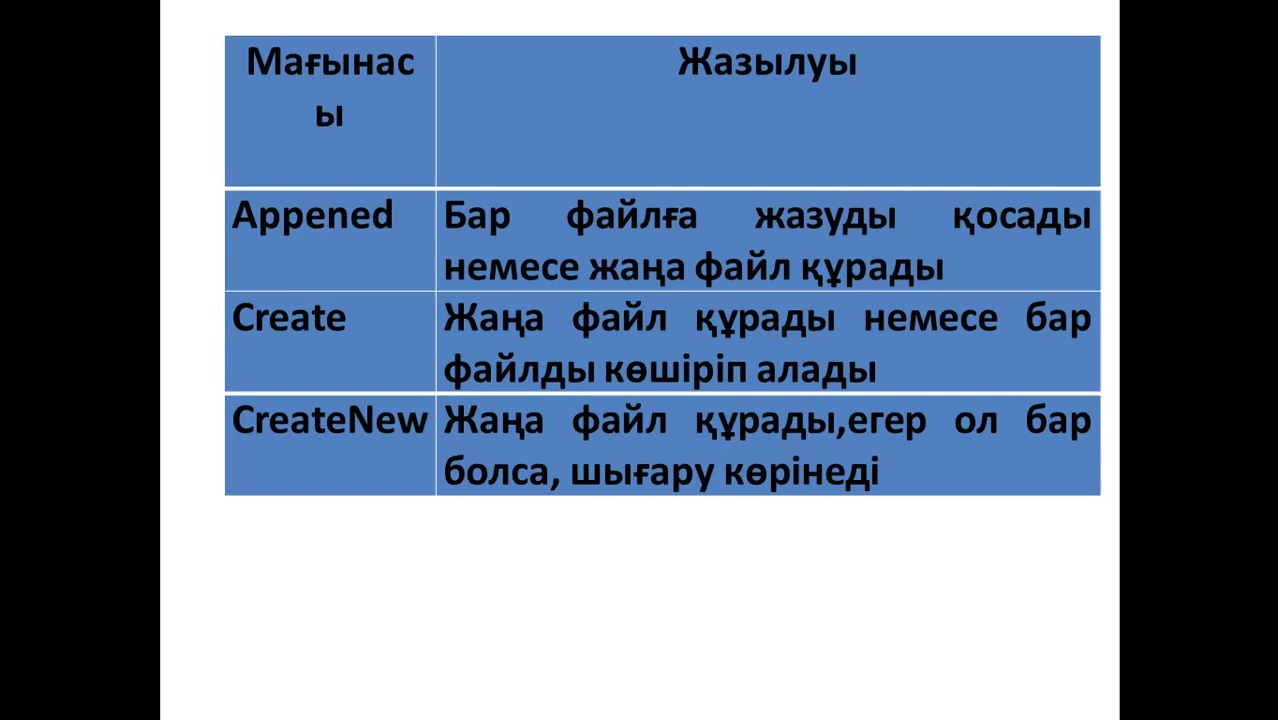 Мағынас
ы
Жазылуы
Appened
Бар файлға жазуды қосады
немесе жаңа файл құрады
Create
Жаңа файл құрады немесе бар
файлды көшіріп алады
CreateNew
Жаңа файл құрады,егер ол бар
болса, шығару көрінеді